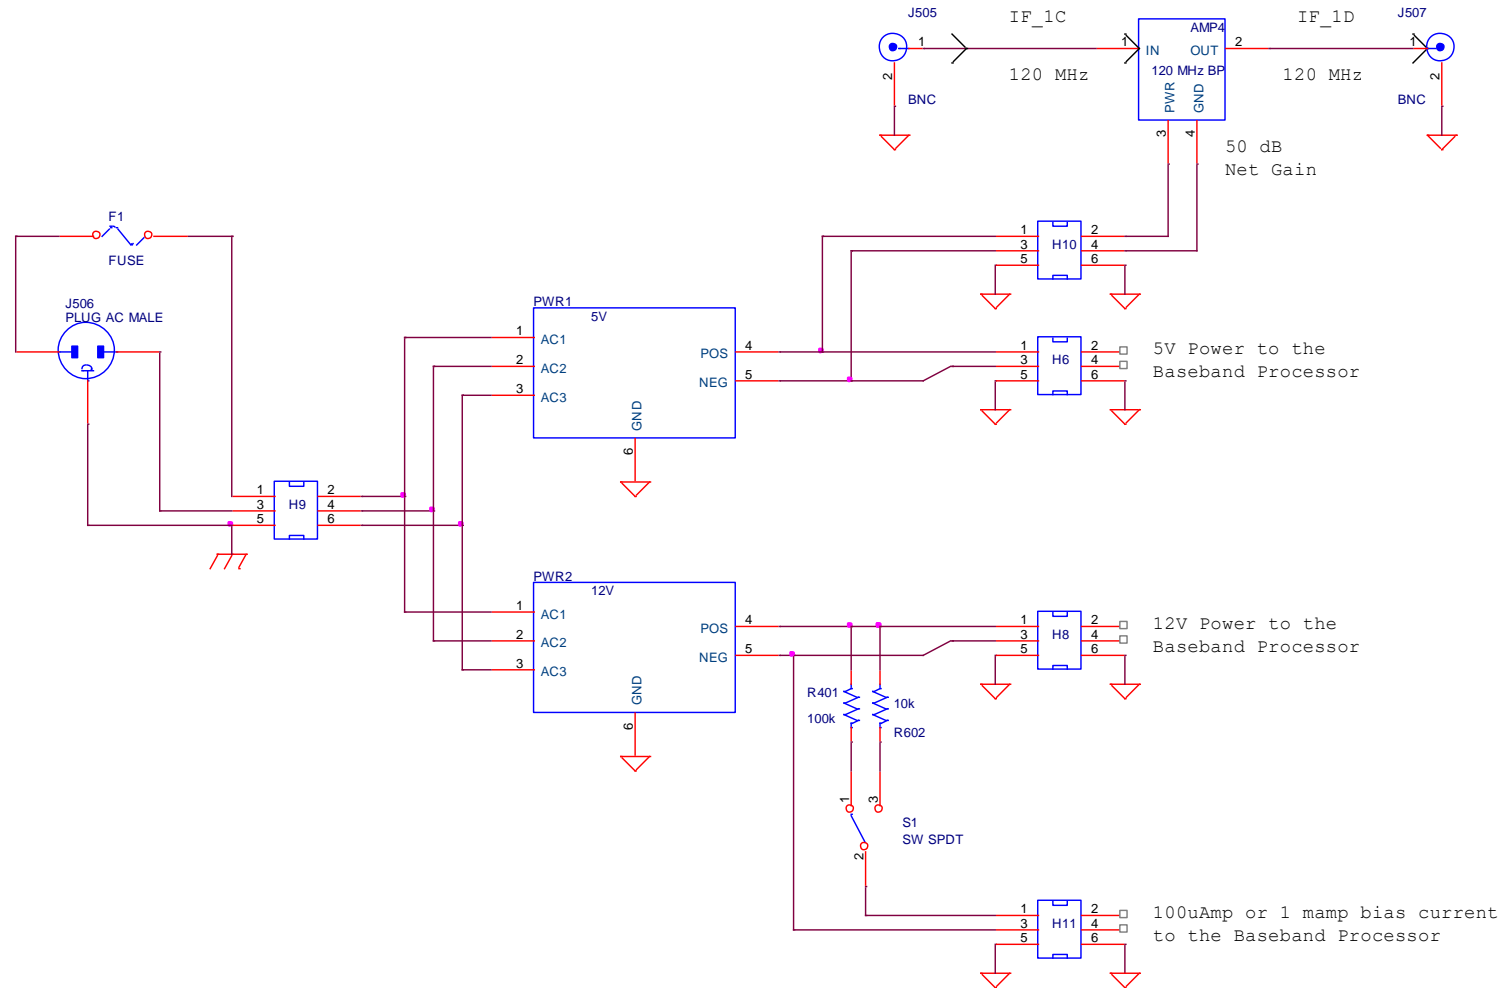 J505 IF_1C AMP4 IF_1D J507
1 1 IN OUT 2 1
2 120 MHz 120 MHz BP 120 MHz 2
BNC PWR GND BNC
3 4
50 dB
Net Gain
F1
FUSE
1 2
3 H10 4
5 6
J506
PLUG AC MALE
PWR1
5V
1 AC1
2 AC2
3 AC3
POS 4
NEG 5
GND
6
1 2
3 H6 4
5 6
5V Power to the
Baseband Processor
1 2
3 H9 4
5 6
PWR2
12V
1 AC1
2 AC2
3 AC3
POS 4
NEG 5
GND
6
1 2
3 H8 4
5 6
12V Power to the
Baseband Processor
R401
100k
10k
R602
1 3
S1
SW SPDT
2
1 2
3 H11 4
5 6
100uAmp or 1 mamp bias current
to the Baseband Processor